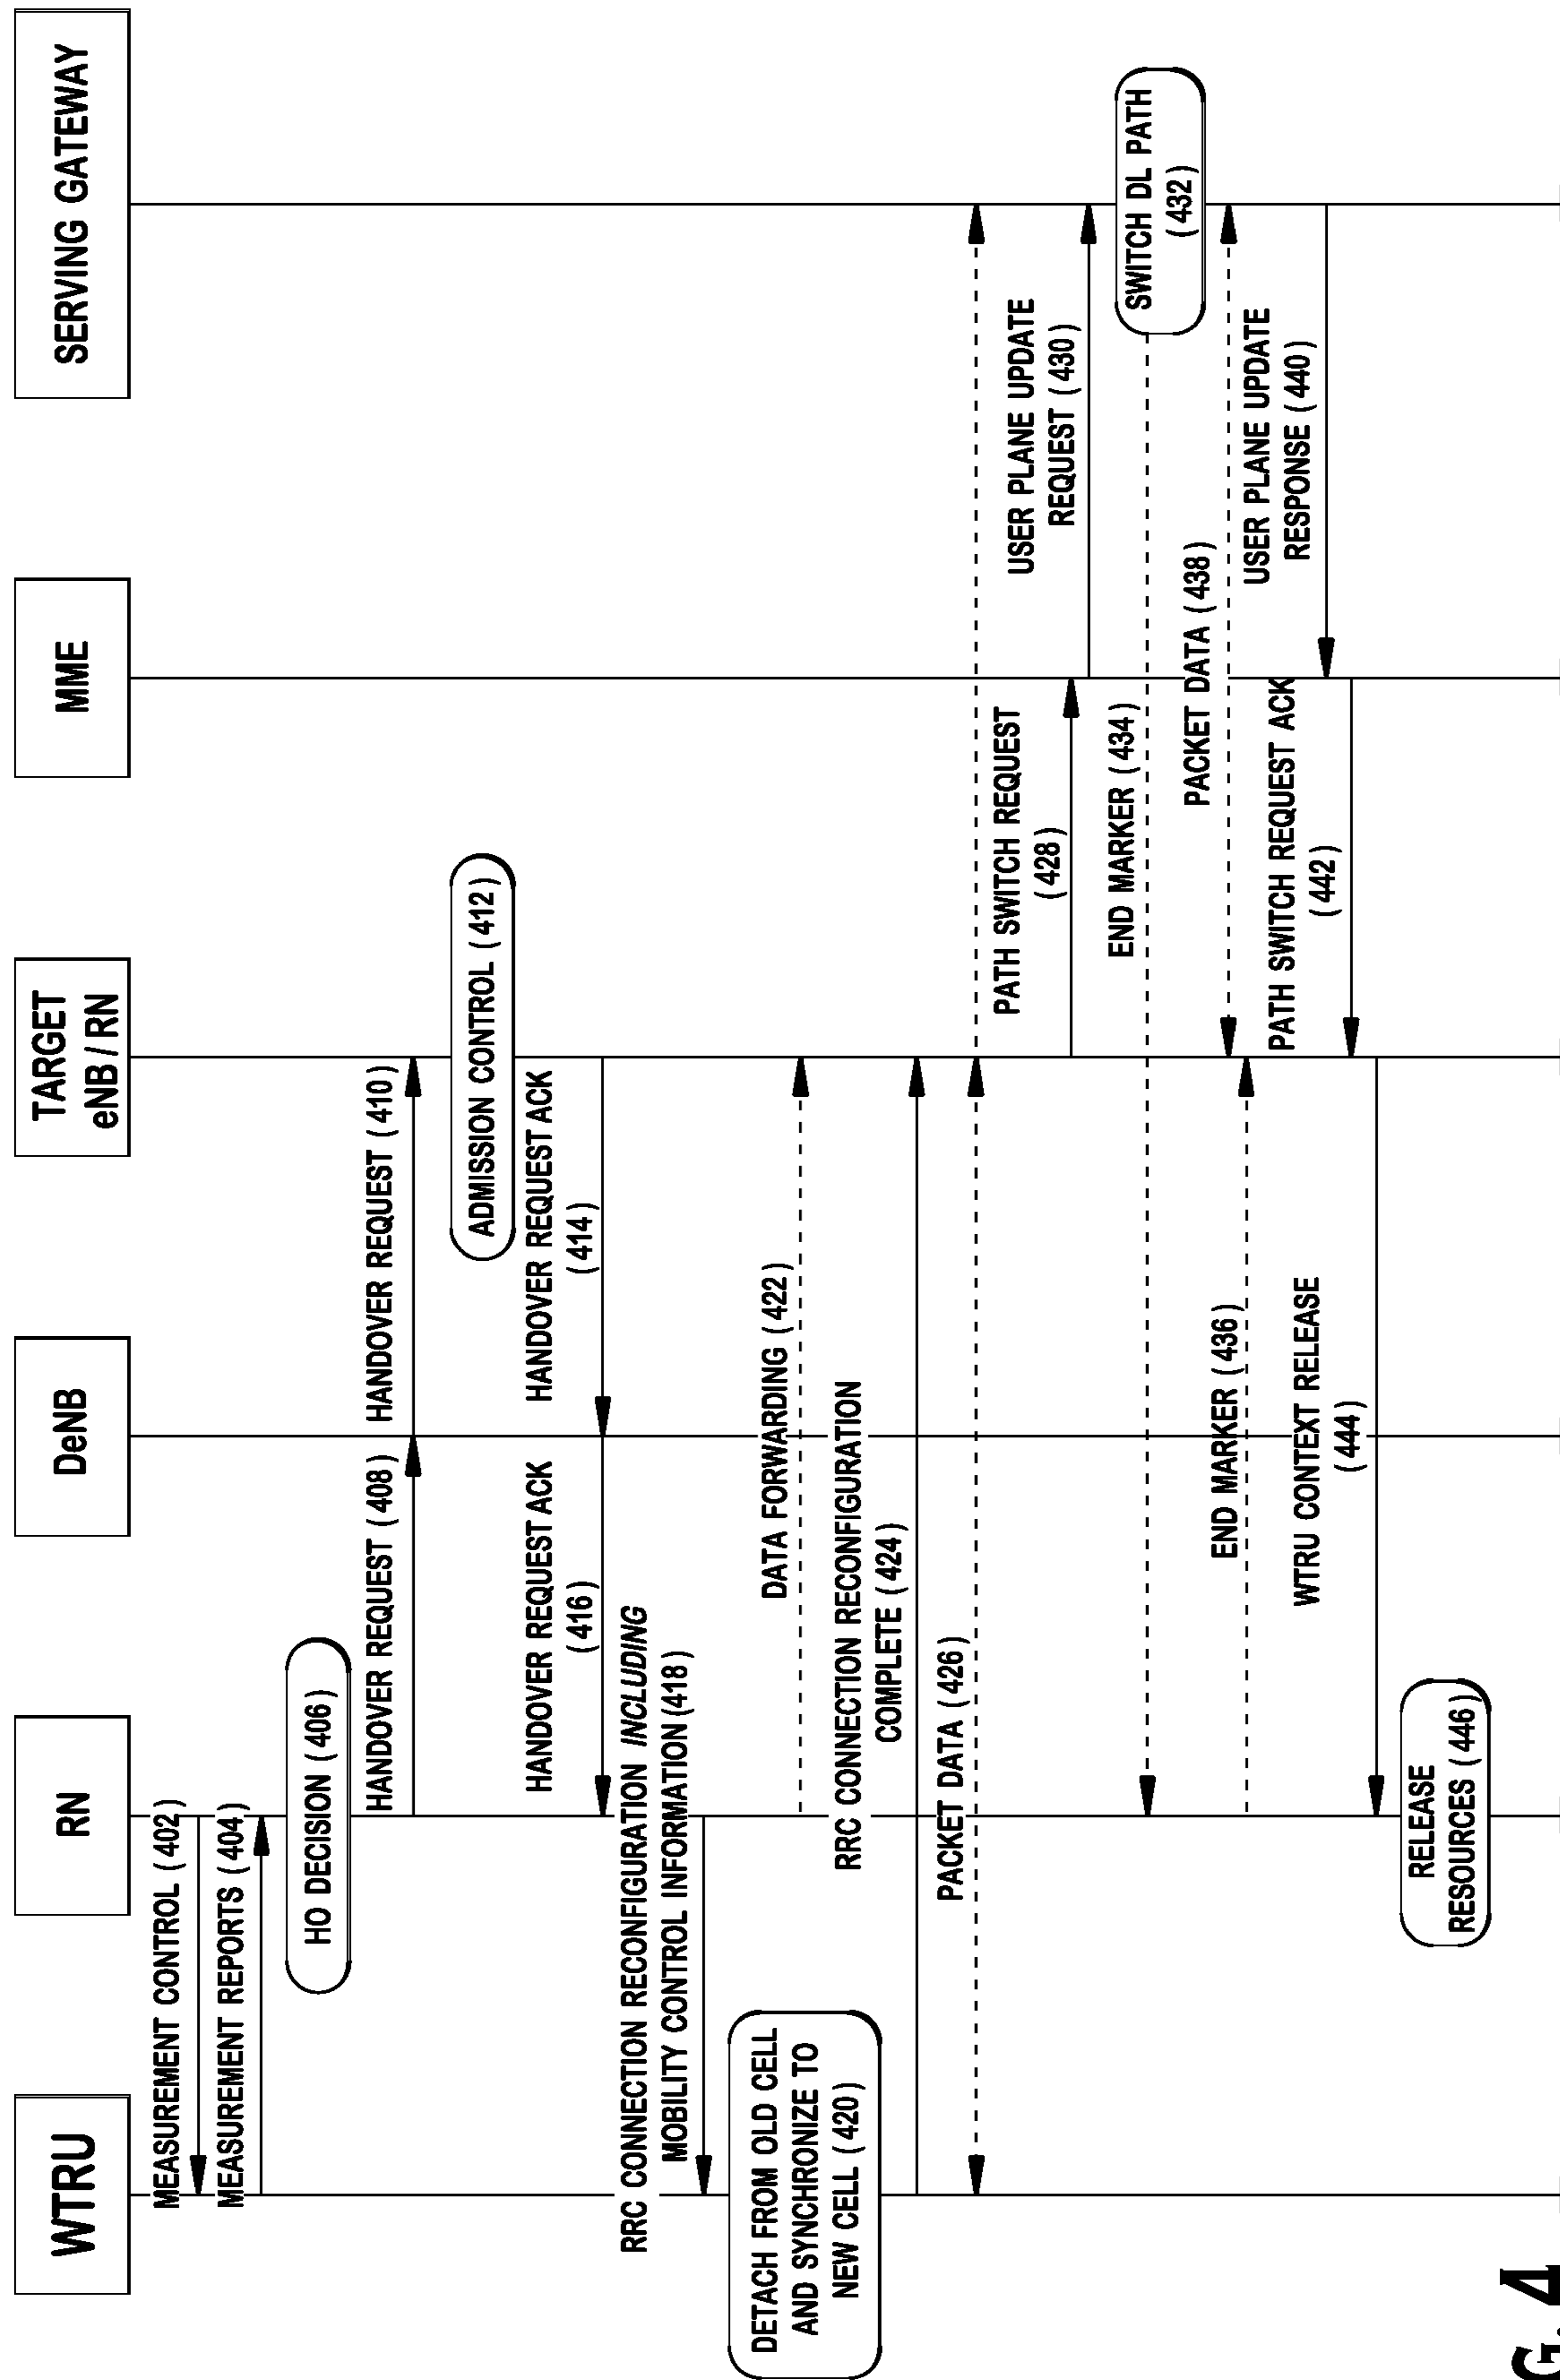 WTRU
RN
DeNB
TARGET
eNB / RN
MME
SERVING GATEWAY
MEASUREMENT CONTROL (402)
MEASUREMENT REPORTS (404)
HO DECISION (406)
HANDOVER REQUEST (408)
HANDOVER REQUEST (410)
ADMISSION CONTROL (412)
HANDOVER REQUEST ACK
(414)
HANDOVER REQUEST ACK
(416)
RRC CONNECTION RECONFIGURATION INCLUDING
MOBILITY CONTROL INFORMATION (418)
DETACH FROM OLD CELL
AND SYNCHRONIZE TO
NEW CELL (420)
DATA FORWARDING (422)
RRC CONNECTION RECONFIGURATION
COMPLETE (424)
PACKET DATA (426)
PATH SWITCH REQUEST
(428)
USER PLANE UPDATE
REQUEST (430)
SWITCH DL PATH
(432)
END MARKER (434)
END MARKER (436)
PACKET DATA (438)
USER PLANE UPDATE
RESPONSE (440)
PATH SWITCH REQUEST ACK
(442)
WTRU CONTEXT RELEASE
(444)
RELEASE
RESOURCES (446)
G. 4